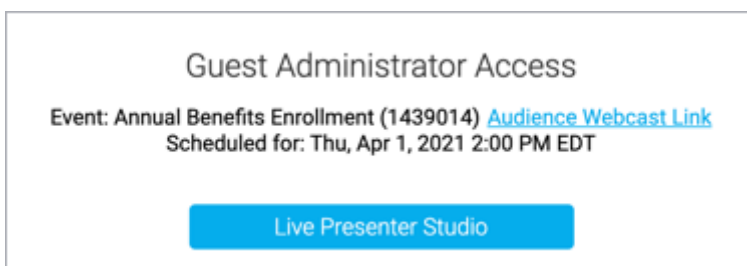 Guest Administrator Access
Event: Annual Benefits Enrollment (1439014) Audience Webcast Link
Scheduled for: Thu, Apr 1, 2021 2:00 PM EDT
Live Presenter Studio